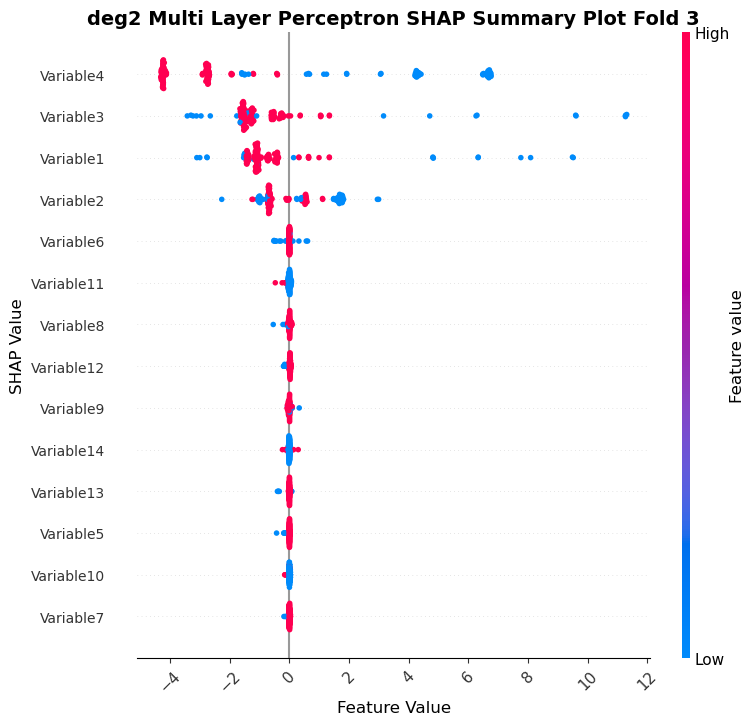 deg2 Multi Layer Perceptron SHAP Summary Plot Fold 3
High
Variable4
Variable3
Variable1
Variable2
Variable6
Variable11
Variable8
Variable12
Variable9
Variable14
Variable13
Variable5
Variable10
Variable7
SHAP Value
Feature value
Low
−4 −2 0 2 4 6 8 10 12
Feature Value